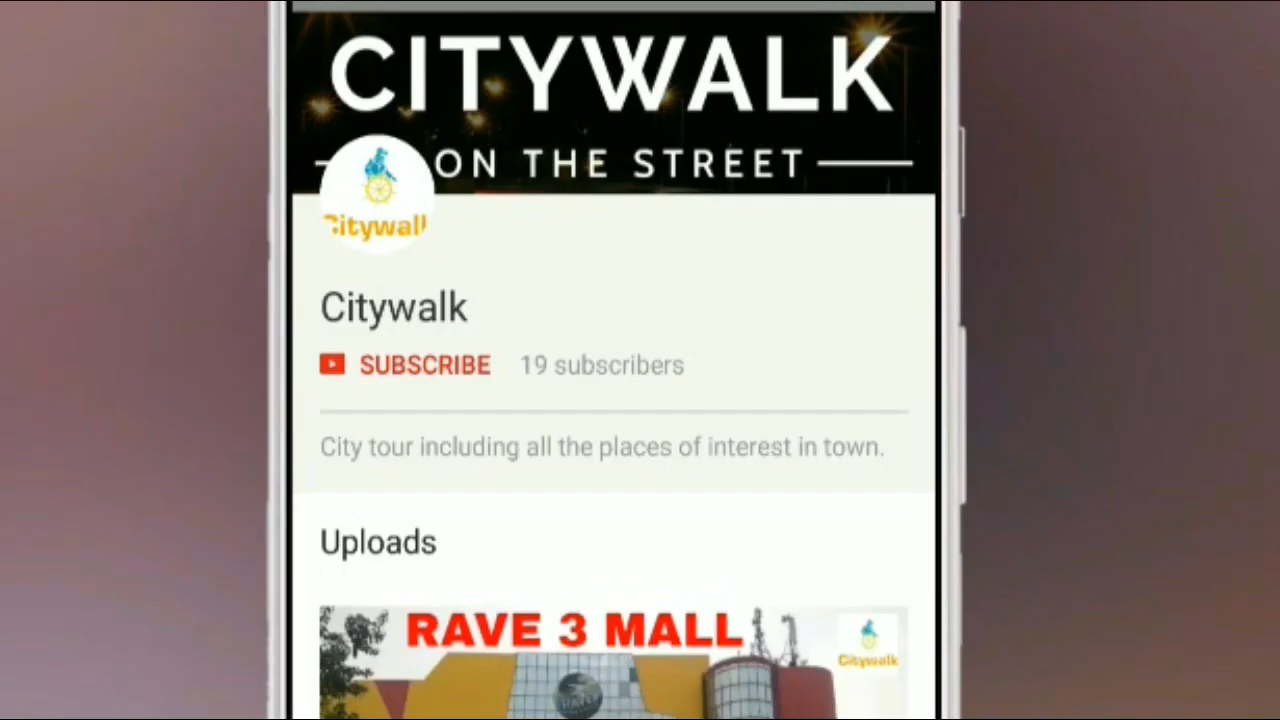 CITYWALK
ON THE STREET
Citywalk
Citywalk
SUBSCRIBE 19 subscribers
City tour including all the places of interest in town.
Uploads
RAVE 3 MALL
Citywalk